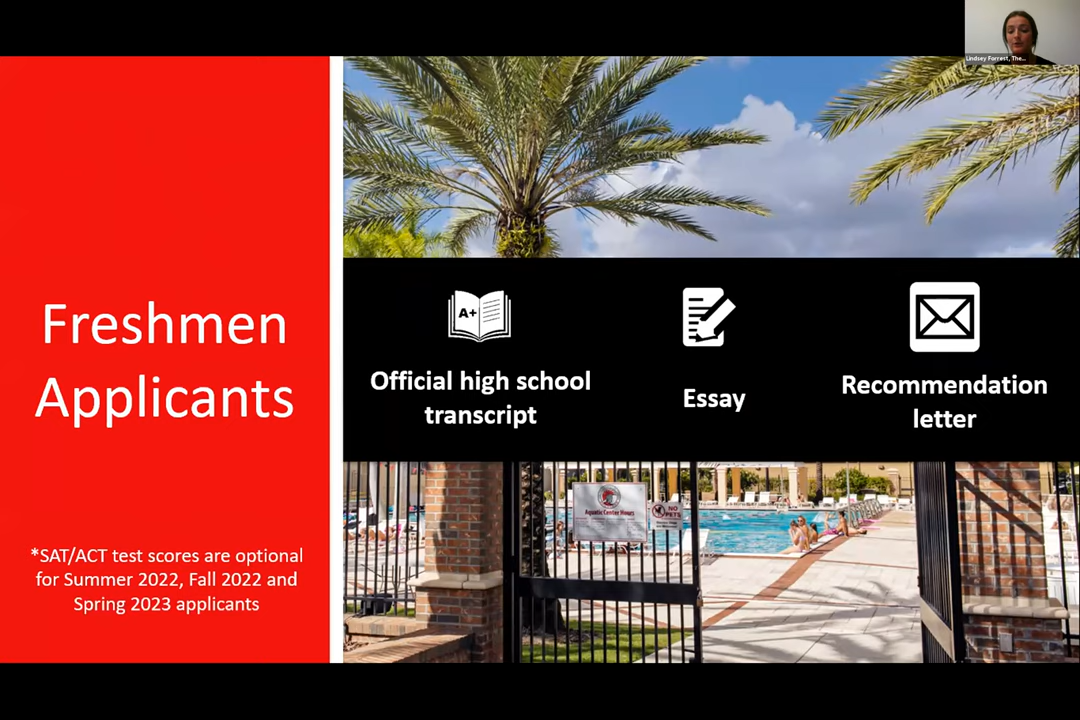 Lindsey Forrest, The...
Freshmen
Applicants
*SAT/ACT test scores are optional
for Summer 2022, Fall 2022 and
Spring 2023 applicants
A+
Official high school
transcript
Essay
Recommendation
letter
Aquatic Center Hours
NO
PETS